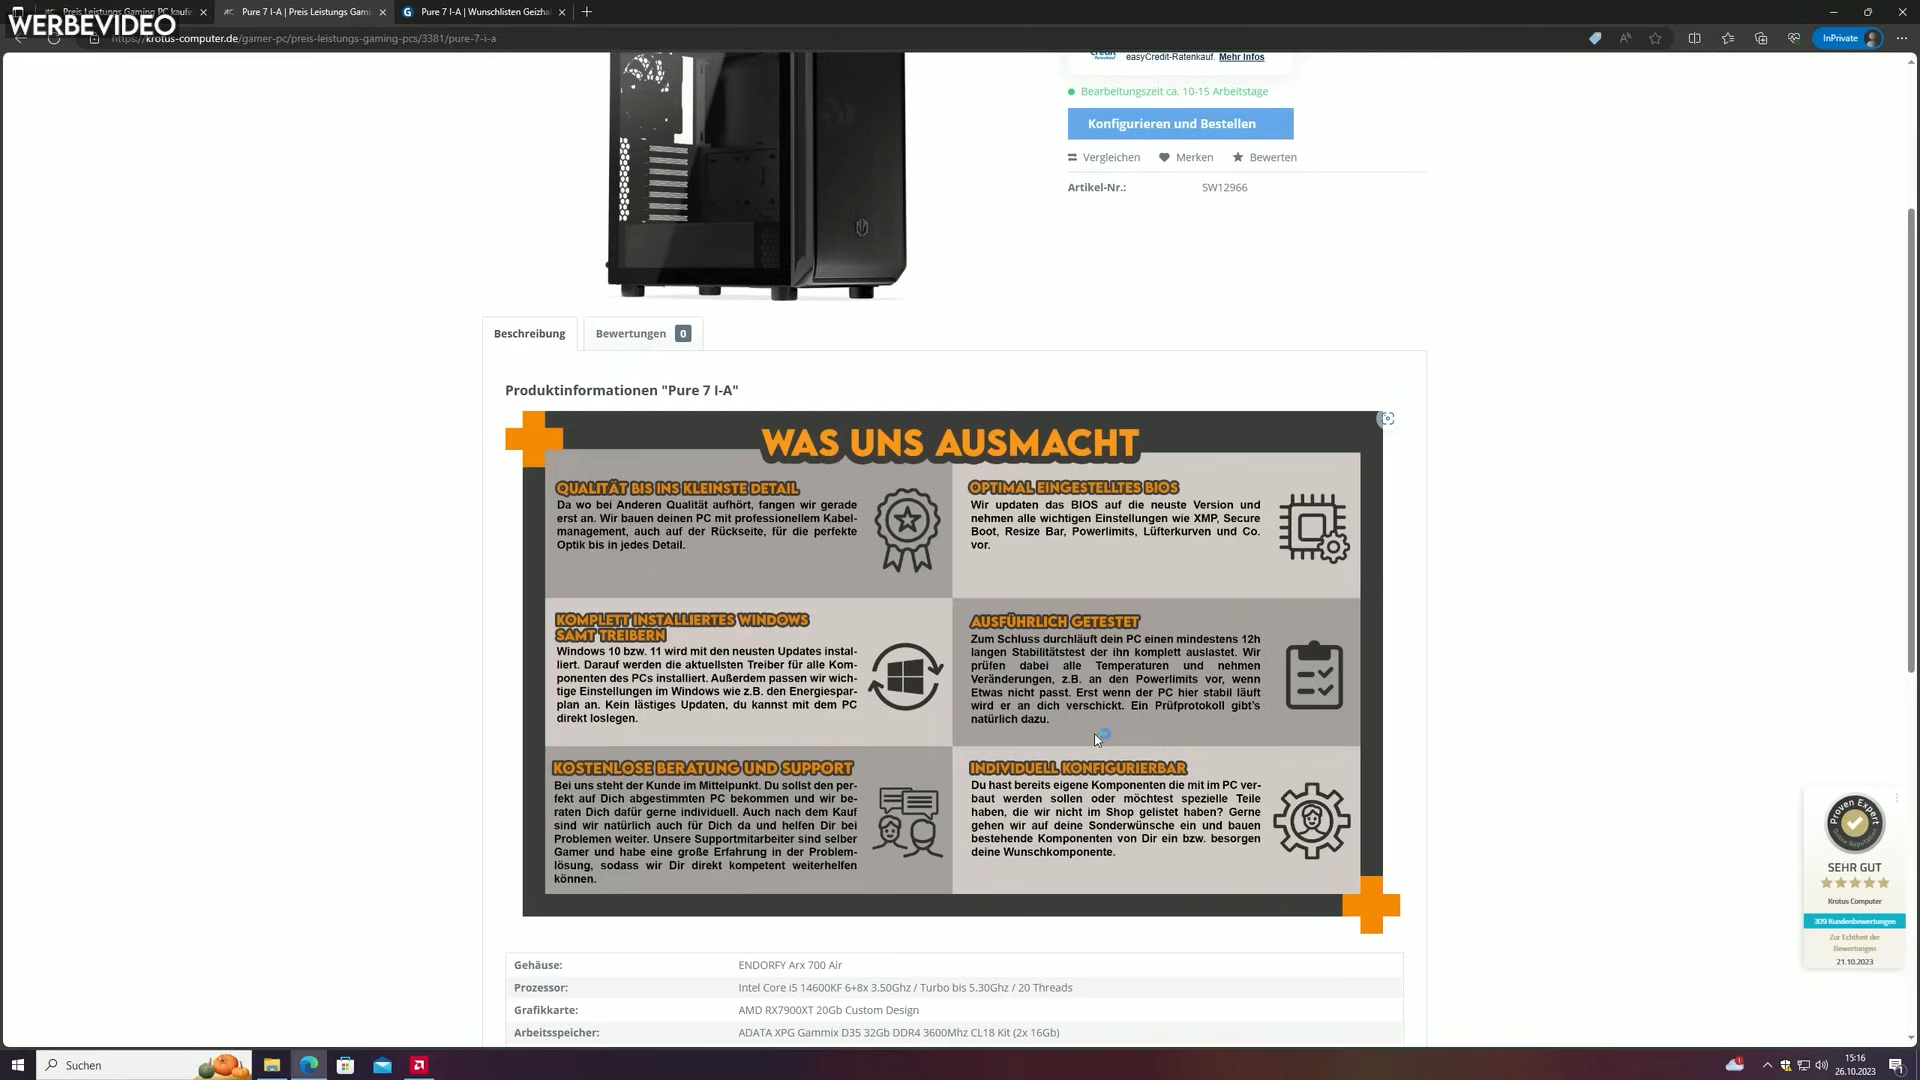 WERBEVIDEO
Preis Leistungs Gaming PC kaufe
Pure 7 I-A | Preis Leistungs Gami
Pure 7 I-A | Wunschlisten Geizha
https://krotus-computer.de/gamer-pc/preis-leistungs-gaming-pcs/3381/pure-7-i-a
InPrivate
easyCredit-Ratenkauf. Mehr Infos
Bearbeitungszeit ca. 10-15 Arbeitstage
Konfigurieren und Bestellen
Vergleichen Merken Bewerten
Artikel-Nr.: SW12966
Beschreibung Bewertungen 0
Produktinformationen "Pure 7 I-A"
WAS UNS AUSMACHT
QUALITÄT BIS INS KLEINSTE DETAIL
Da wo bei Anderen Qualität aufhört, fangen wir gerade
erst an. Wir bauen deinen PC mit professionellem Kabel-
management, auch auf der Rückseite, für die perfekte
Optik bis in jedes Detail.
OPTIMAL EINGESTELLTES BIOS
Wir updaten das BIOS auf die neuste Version und
nehmen alle wichtigen Einstellungen wie XMP, Secure
Boot, Resize Bar, Powerlimits, Lüfterkurven und Co.
vor.
KOMPLETT INSTALLIERTES WINDOWS
SAMT TREIBERN
Windows 10 bzw. 11 wird mit den neusten Updates instal-
liert. Darauf werden die aktuellsten Treiber für alle Kom-
ponenten des PCs installiert. Außerdem passen wir wich-
tige Einstellungen im Windows wie z.B. den Energiespar-
plan an. Kein lästiges Updaten, du kannst mit dem PC
direkt loslegen.
AUSFÜHRLICH GETESTET
Zum Schluss durchläuft dein PC einen mindestens 12h
langen Stabilitätstest der ihn komplett auslastet. Wir
prüfen dabei alle Temperaturen und nehmen
Veränderungen, z.B. an den Powerlimits vor, wenn
Etwas nicht passt. Erst wenn der PC hier stabil läuft
wird er an dich verschickt. Ein Prüfprotokoll gibt's
natürlich dazu.
KOSTENLOSE BERATUNG UND SUPPORT
Bei uns steht der Kunde im Mittelpunkt. Du sollst den per-
fekt auf Dich abgestimmten PC bekommen und wir be-
raten Dich dafür gerne individuell. Auch nach dem Kauf
sind wir natürlich auch für Dich da und helfen Dir bei
Problemen weiter. Unsere Supportmitarbeiter sind selber
Gamer und habe eine große Erfahrung in der Problem-
lösung, sodass wir Dir direkt kompetent weiterhelfen
können.
INDIVIDUELL KONFIGURIERBAR
Du hast bereits eigene Komponenten die mit im PC ver-
baut werden sollen oder möchtest spezielle Teile
haben, die wir nicht im Shop gelistet haben? Gerne
gehen wir auf deine Sonderwünsche ein und bauen
bestehende Komponenten von Dir ein bzw. besorgen
deine Wunschkomponente.
Proven Expert
SEHR GUT
Krotus Computer
309 Kundenbewertungen
Zur Echtheit der
Bewertungen
21.10.2023
Gehäuse: ENDORFY Arx 700 Air
Prozessor: Intel Core i5 14600KF 6+8x 3.50Ghz / Turbo bis 5.30Ghz / 20 Threads
Grafikkarte: AMD RX7900XT 20Gb Custom Design
Arbeitsspeicher: ADATA XPG Gammix D35 32Gb DDR4 3600Mhz CL18 Kit (2x 16Gb)
Suchen
15:16
26.10.2023